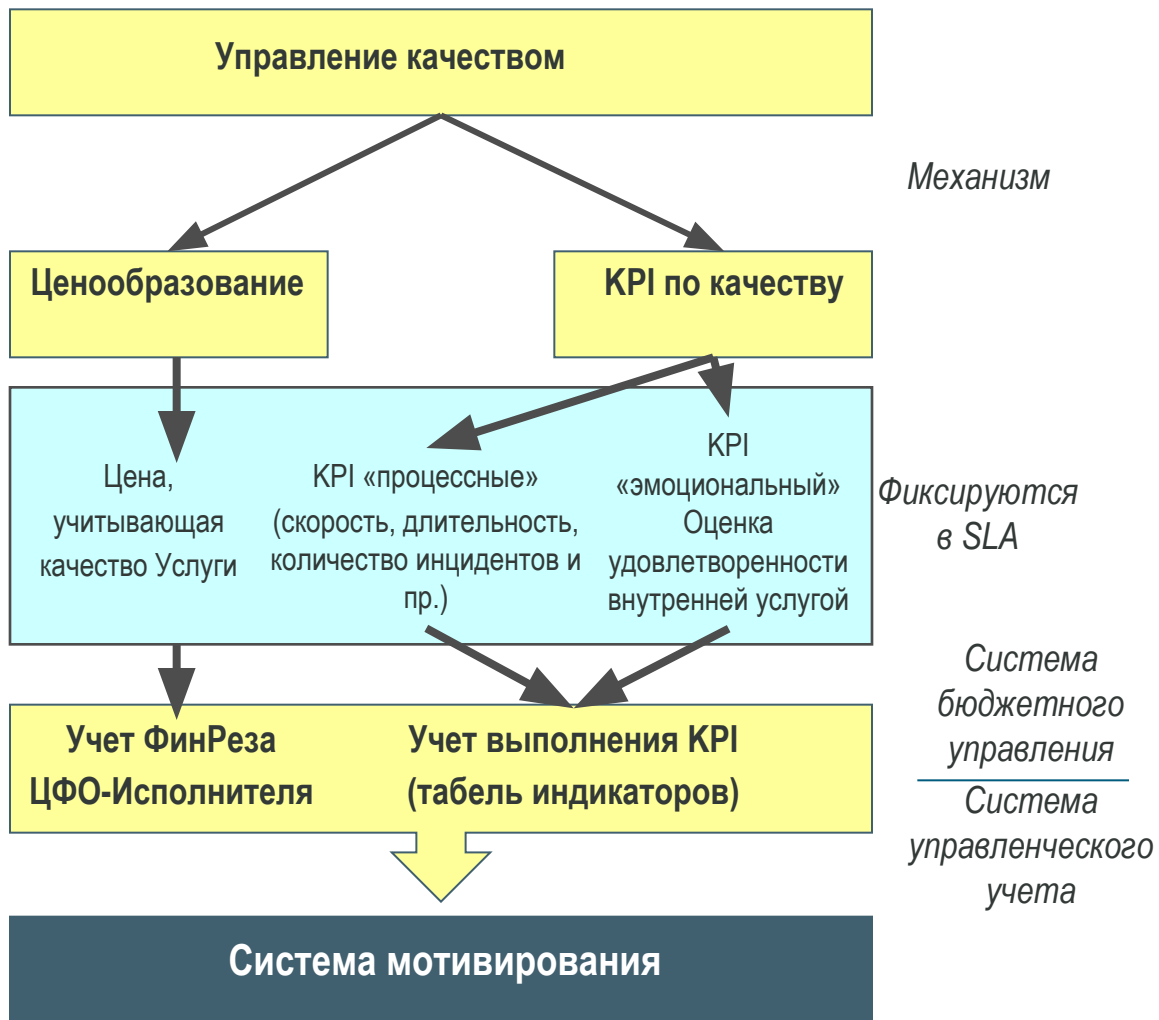 Управление качеством
Механизм
Ценообразование
KPI по качеству
Цена,
учитывающая
качество Услуги
KPI «процессные»
(скорость, длительность,
количество инцидентов и
пр.)
KPI
«эмоциональный»
Оценка
удовлетворенности
внутренней услугой
Фиксируются
в SLA
Учет ФинРеза
ЦФО-Исполнителя
Учет выполнения KPI
(табель индикаторов)
Система
бюджетного
управления
Система
управленческого
учета
Система мотивирования